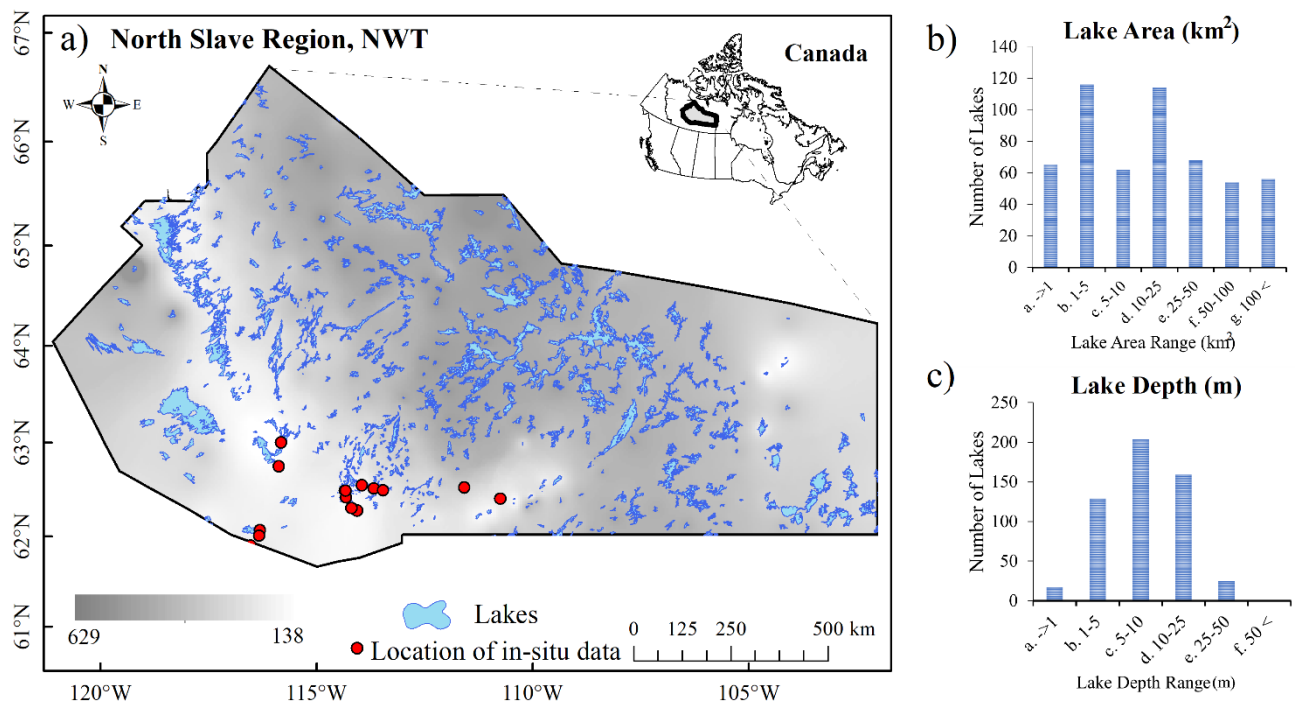 a) North Slave Region, NWT
Canada
N
W E
S
67°N
66°N
65°N
64°N
63°N
62°N
61°N
629 138
Lakes
Location of in-situ data
0 125 250 500 km
120°W 115°W 110°W 105°W
b) Lake Area (km²)
Number of Lakes
140
120
100
80
60
40
20
0
a. ->1 b. 1-5 c. 5-10 d. 10-25 e. 25-50 f. 50-100 g. 100 <
Lake Area Range (km²)
c) Lake Depth (m)
Number of Lakes
250
200
150
100
50
0
a. ->1 b. 1-5 c. 5-10 d. 10-25 e. 25-50 f. 50 <
Lake Depth Range (m)